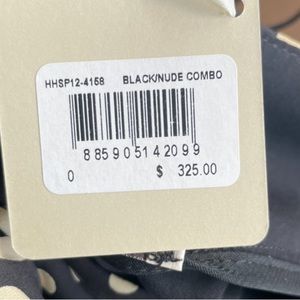 HHSP12-4158 BLACK/NUDE COMBO
8 85905 14209 9
0 $ 325.00